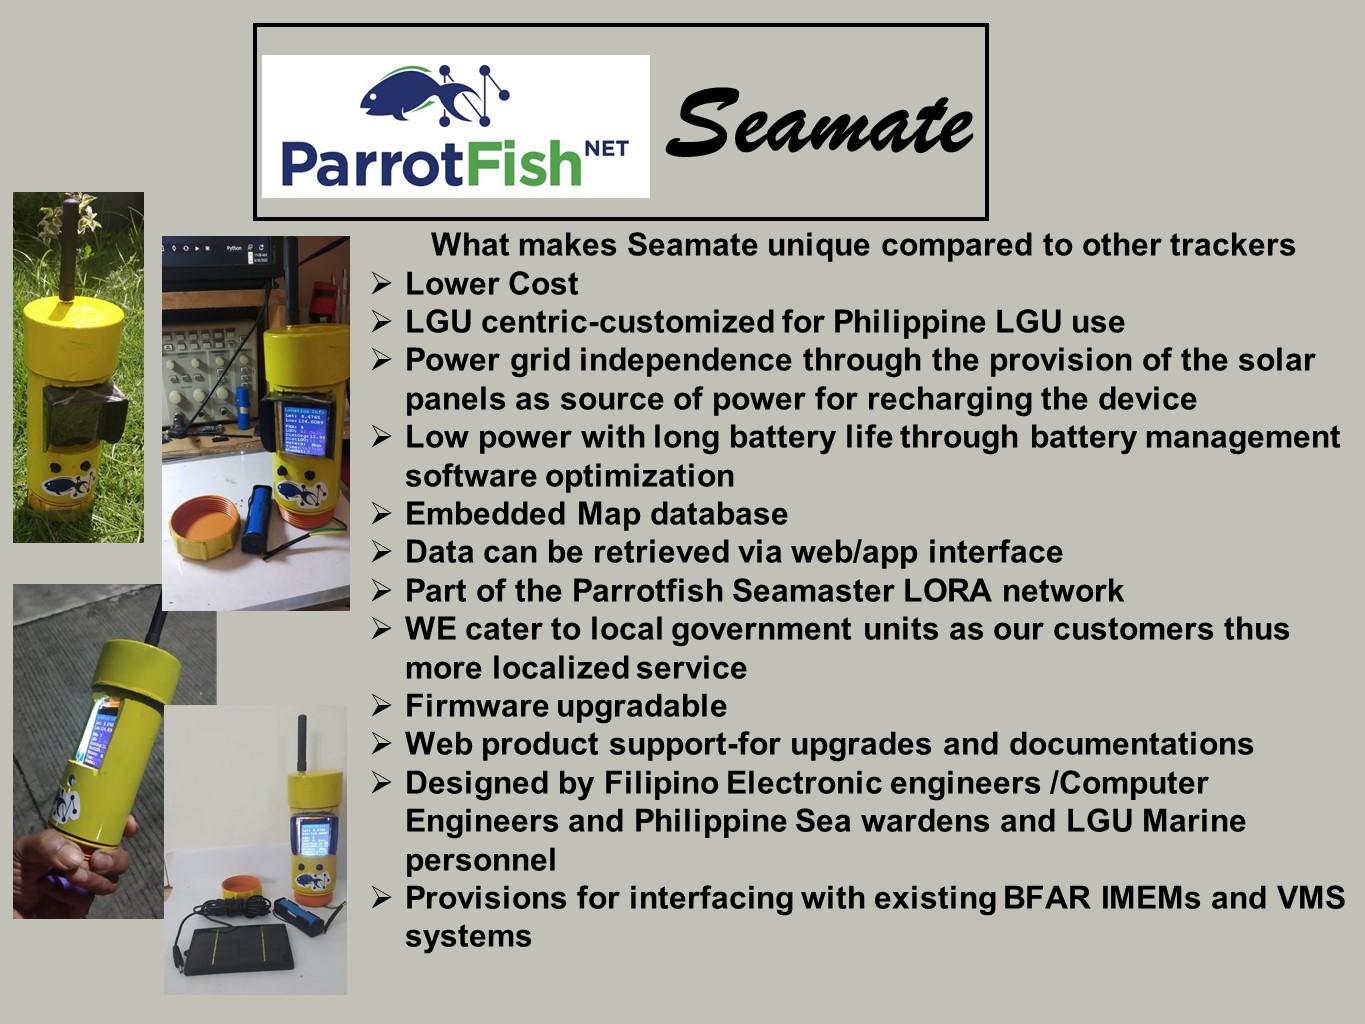 ParrotFish NET
Seamate
What makes Seamate unique compared to other trackers
➢ Lower Cost
➢ LGU centric-customized for Philippine LGU use
➢ Power grid independence through the provision of the solar
panels as source of power for recharging the device
➢ Low power with long battery life through battery management
software optimization
➢ Embedded Map database
➢ Data can be retrieved via web/app interface
➢ Part of the Parrotfish Seamaster LORA network
➢ WE cater to local government units as our customers thus
more localized service
➢ Firmware upgradable
➢ Web product support-for upgrades and documentations
➢ Designed by Filipino Electronic engineers /Computer
Engineers and Philippine Sea wardens and LGU Marine
personnel
➢ Provisions for interfacing with existing BFAR IMEMs and VMS
systems
Python
Location Info